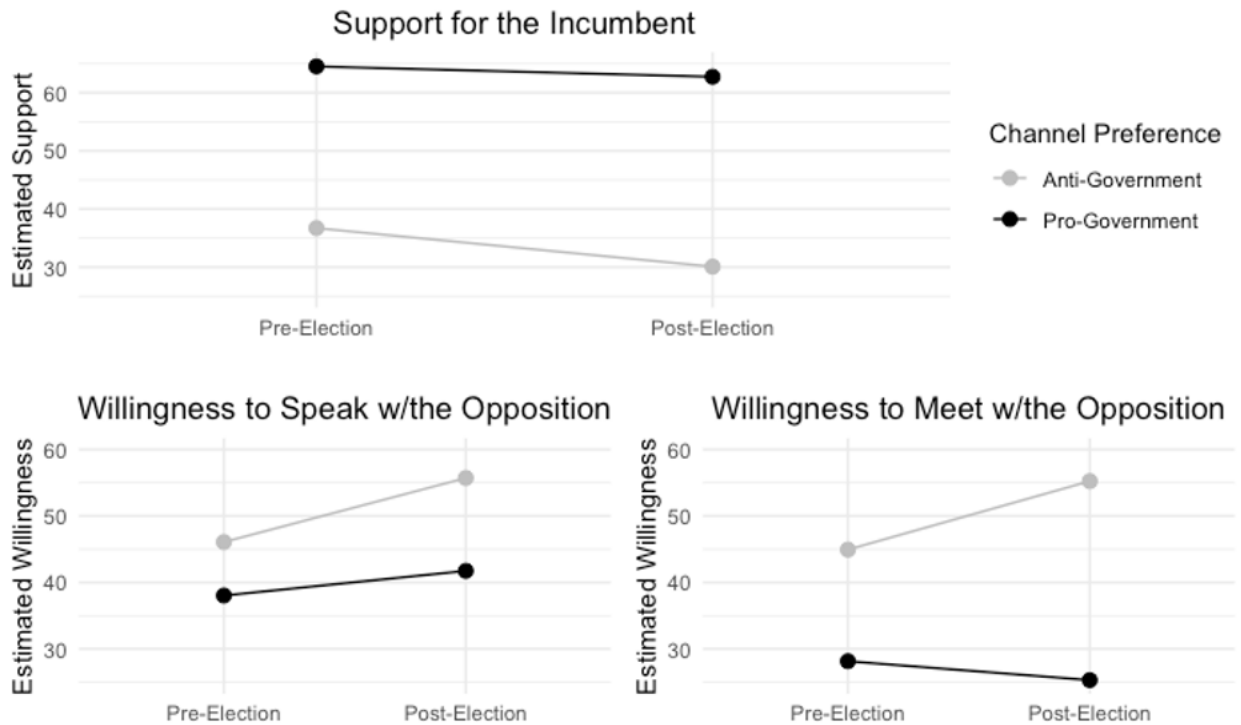 Support for the Incumbent
Estimated Support
60
50
40
30
Pre-Election
Post-Election
Channel Preference
Anti-Government
Pro-Government
Willingness to Speak w/the Opposition
Estimated Willingness
60
50
40
30
Pre-Election
Post-Election
Willingness to Meet w/the Opposition
Estimated Willingness
60
50
40
30
Pre-Election
Post-Election